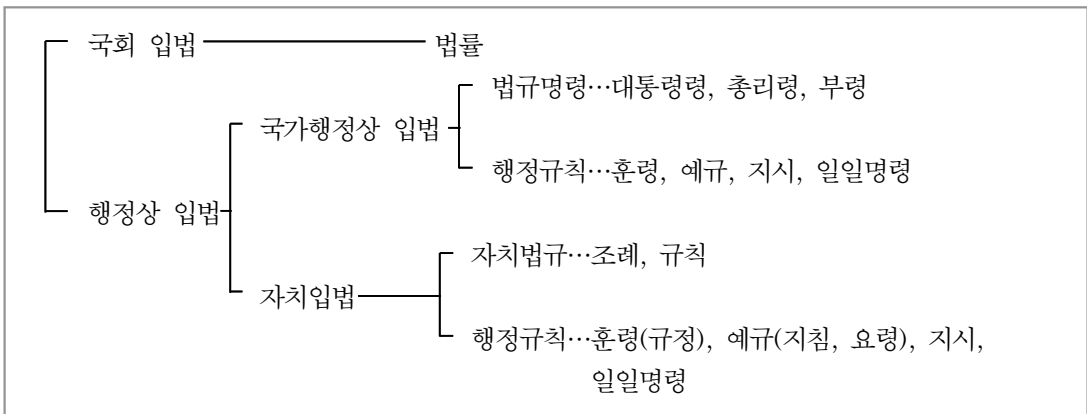 국회 입법 법률
법규명령…대통령령, 총리령, 부령
국가행정상 입법
행정규칙…훈령, 예규, 지시, 일일명령
행정상 입법
자치법규…조례, 규칙
자치입법
행정규칙…훈령(규정), 예규(지침, 요령), 지시,
일일명령